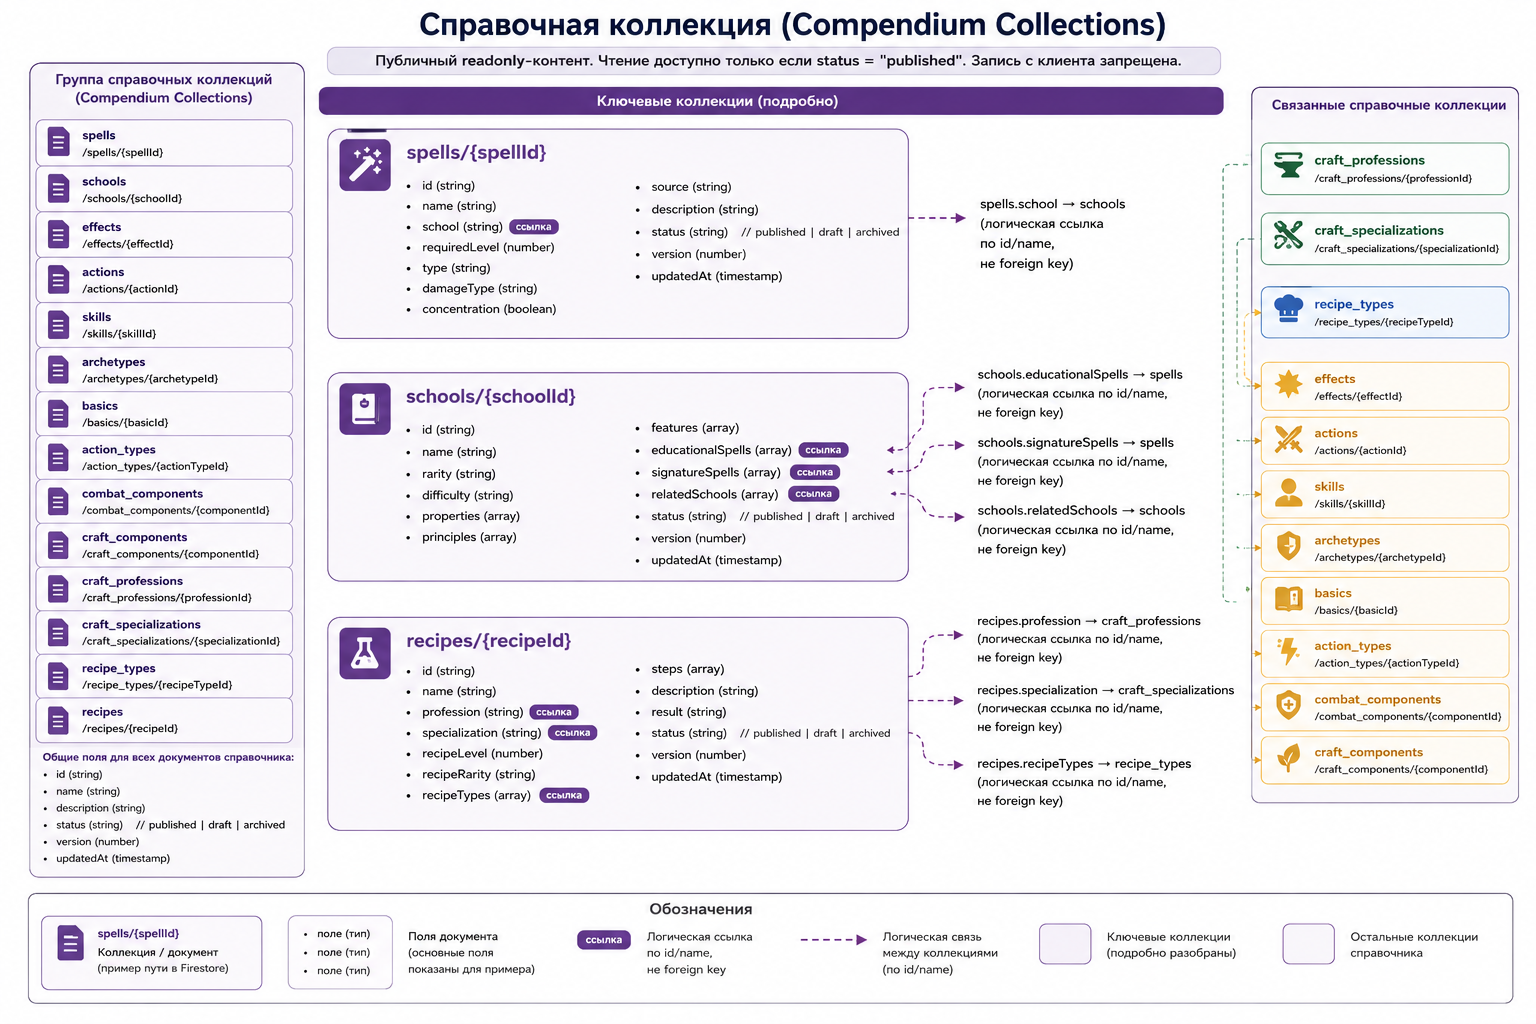 Справочная коллекция (Compendium Collections)
Публичный readonly-контент. Чтение доступно только если status = "published". Запись с клиента запрещена.
Группа справочных коллекций
(Compendium Collections)
spells
/spells/{spellId}
schools
/schools/{schoolId}
effects
/effects/{effectId}
actions
/actions/{actionId}
skills
/skills/{skillId}
archetypes
/archetypes/{archetypeId}
basics
/basics/{basicId}
action_types
/action_types/{actionTypeId}
combat_components
/combat_components/{componentId}
craft_components
/craft_components/{componentId}
craft_professions
/craft_professions/{professionId}
craft_specializations
/craft_specializations/{specializationId}
recipe_types
/recipe_types/{recipeTypeId}
recipes
/recipes/{recipeId}
Общие поля для всех документов справочника:
• id (string)
• name (string)
• description (string)
• status (string) // published | draft | archived
• version (number)
• updatedAt (timestamp)
Ключевые коллекции (подробно)
spells/{spellId}
• id (string)
• name (string)
• school (string) ссылка
• requiredLevel (number)
• type (string)
• damageType (string)
• concentration (boolean)
• source (string)
• description (string)
• status (string) // published | draft | archived
• version (number)
• updatedAt (timestamp)
spells.school → schools
(логическая ссылка
по id/name,
не foreign key)
schools/{schoolId}
• id (string)
• name (string)
• rarity (string)
• difficulty (string)
• properties (array)
• principles (array)
• features (array)
• educationalSpells (array) ссылка
• signatureSpells (array) ссылка
• relatedSchools (array) ссылка
• status (string) // published | draft | archived
• version (number)
• updatedAt (timestamp)
schools.educationalSpells → spells
(логическая ссылка по id/name,
не foreign key)
schools.signatureSpells → spells
(логическая ссылка по id/name,
не foreign key)
schools.relatedSchools → schools
(логическая ссылка по id/name,
не foreign key)
recipes/{recipeId}
• id (string)
• name (string)
• profession (string) ссылка
• specialization (string) ссылка
• recipeLevel (number)
• recipeRarity (string)
• recipeTypes (array) ссылка
• steps (array)
• description (string)
• result (string)
• status (string) // published | draft | archived
• version (number)
• updatedAt (timestamp)
recipes.profession → craft_professions
(логическая ссылка по id/name,
не foreign key)
recipes.specialization → craft_specializations
(логическая ссылка по id/name,
не foreign key)
recipes.recipeTypes → recipe_types
(логическая ссылка по id/name,
не foreign key)
Связанные справочные коллекции
craft_professions
/craft_professions/{professionId}
craft_specializations
/craft_specializations/{specializationId}
recipe_types
/recipe_types/{recipeTypeId}
effects
/effects/{effectId}
actions
/actions/{actionId}
skills
/skills/{skillId}
archetypes
/archetypes/{archetypeId}
basics
/basics/{basicId}
action_types
/action_types/{actionTypeId}
combat_components
/combat_components/{componentId}
craft_components
/craft_components/{componentId}
Обозначения
spells/{spellId}
Коллекция / документ
(пример пути в Firestore)
• поле (тип)
• поле (тип)
• поле (тип)
Поля документа
(основные поля
показаны для примера)
ссылка
Логическая ссылка
по id/name,
не foreign key
Логическая связь
между коллекциями
(по id/name)
Ключевые коллекции
(подробно разобраны)
Остальные коллекции
справочника